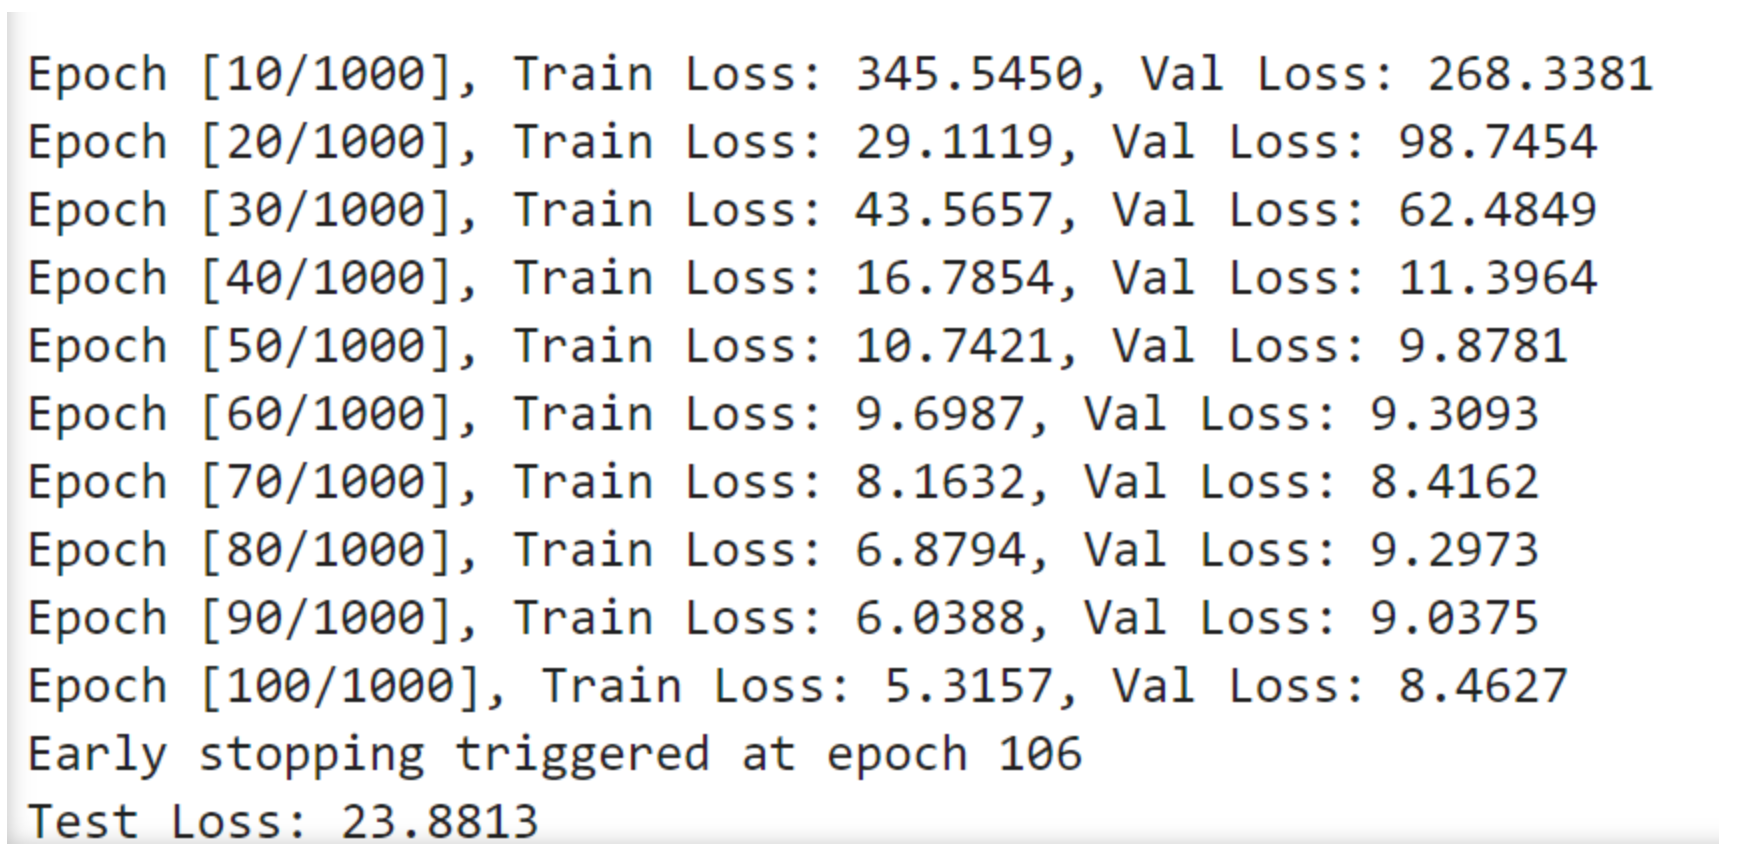 Epoch [10/1000], Train Loss: 345.5450, Val Loss: 268.3381
Epoch [20/1000], Train Loss: 29.1119, Val Loss: 98.7454
Epoch [30/1000], Train Loss: 43.5657, Val Loss: 62.4849
Epoch [40/1000], Train Loss: 16.7854, Val Loss: 11.3964
Epoch [50/1000], Train Loss: 10.7421, Val Loss: 9.8781
Epoch [60/1000], Train Loss: 9.6987, Val Loss: 9.3093
Epoch [70/1000], Train Loss: 8.1632, Val Loss: 8.4162
Epoch [80/1000], Train Loss: 6.8794, Val Loss: 9.2973
Epoch [90/1000], Train Loss: 6.0388, Val Loss: 9.0375
Epoch [100/1000], Train Loss: 5.3157, Val Loss: 8.4627
Early stopping triggered at epoch 106
Test Loss: 23.8813